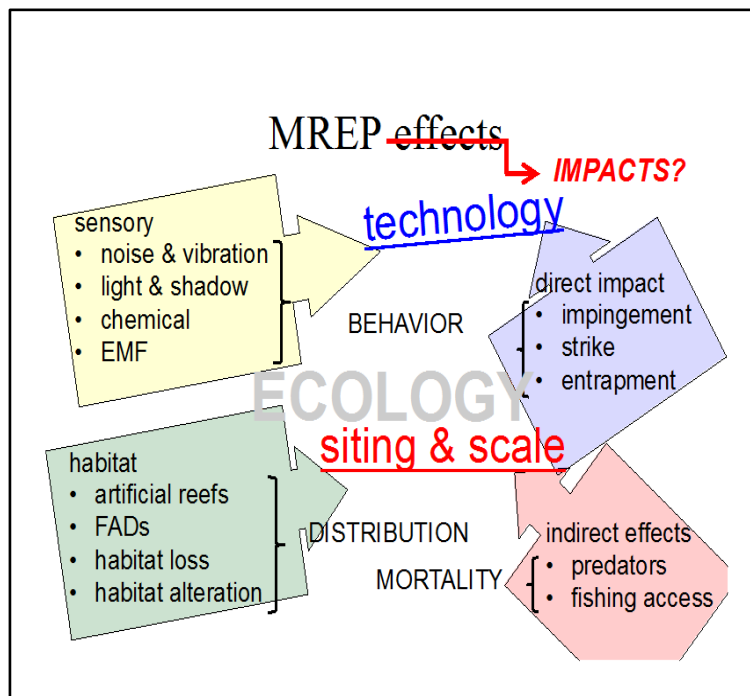 MREP effects
IMPACTS?
technology
sensory
• noise & vibration
• light & shadow
• chemical
• EMF
BEHAVIOR
direct impact
• impingement
• strike
• entrapment
ECOLOGY
siting & scale
habitat
• artificial reefs
• FADs
• habitat loss
• habitat alteration
DISTRIBUTION
MORTALITY
indirect effects
• predators
• fishing access